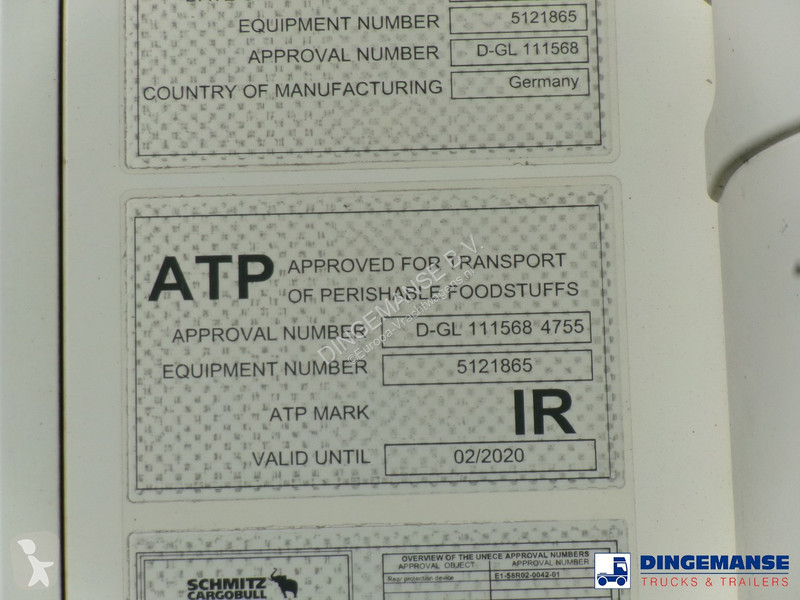 EQUIPMENT NUMBER 5121865
APPROVAL NUMBER D-GL 111568
COUNTRY OF MANUFACTURING Germany
ATP APPROVED FOR TRANSPORT
OF PERISHABLE FOODSTUFFS
APPROVAL NUMBER D-GL 111568 4755
EQUIPMENT NUMBER 5121865
ATP MARK IR
VALID UNTIL 02/2020
DINGEMANSE B.V.
SCHMITZ
CARGOBULL
OVERVIEW OF THE UNECE APPROVAL NUMBERS
APPROVAL OBJECT APPROVAL NUMBER
Rear protection device E1-58R02-0042-01
DINGEMANSE
TRUCKS & TRAILERS